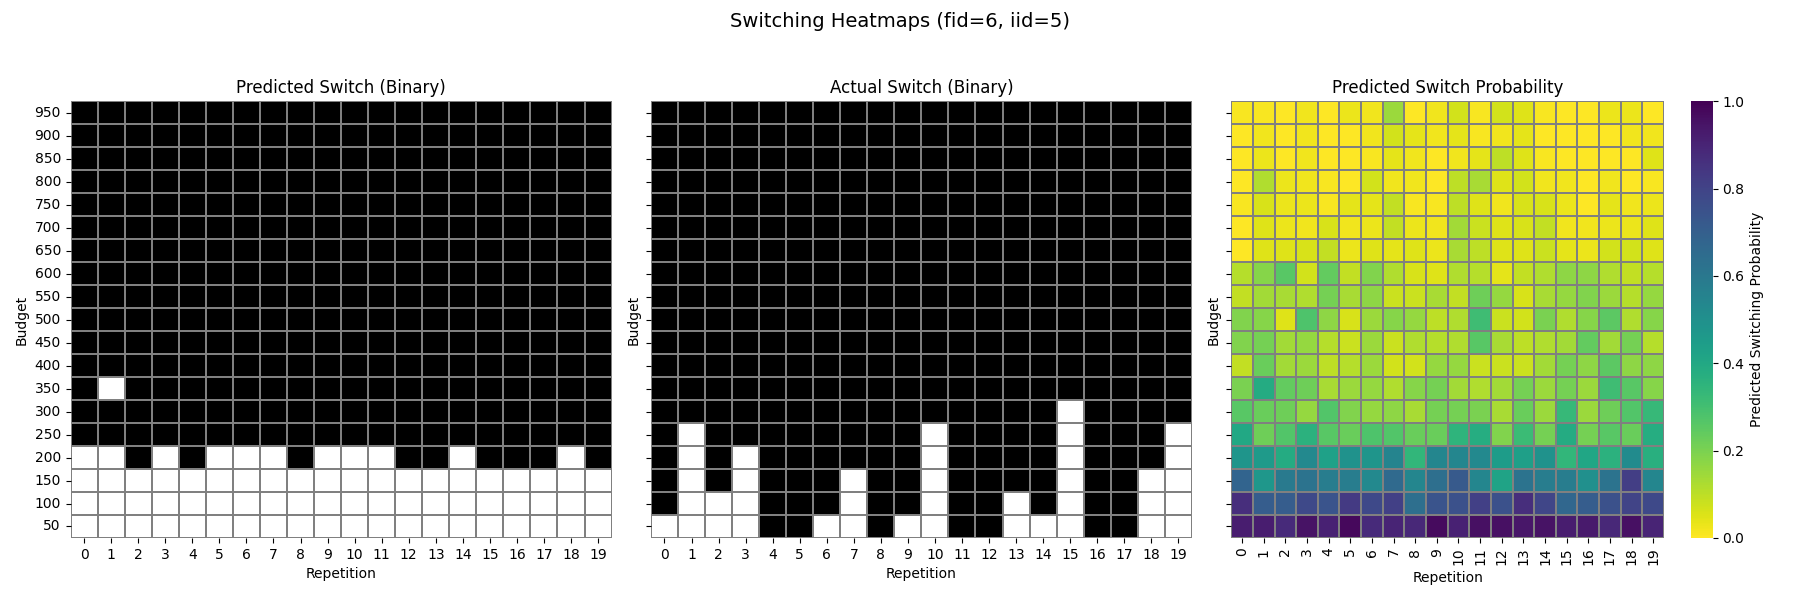 Switching Heatmaps (fid=6, iid=5)
Predicted Switch (Binary)
Budget
950
900
850
800
750
700
650
600
550
500
450
400
350
300
250
200
150
100
50
0 1 2 3 4 5 6 7 8 9 10 11 12 13 14 15 16 17 18 19
Repetition
Actual Switch (Binary)
Budget
0 1 2 3 4 5 6 7 8 9 10 11 12 13 14 15 16 17 18 19
Repetition
Predicted Switch Probability
Budget
0 1 2 3 4 5 6 7 8 9 10 11 12 13 14 15 16 17 18 19
Repetition
1.0
0.8
0.6
0.4
0.2
0.0
Predicted Switching Probability